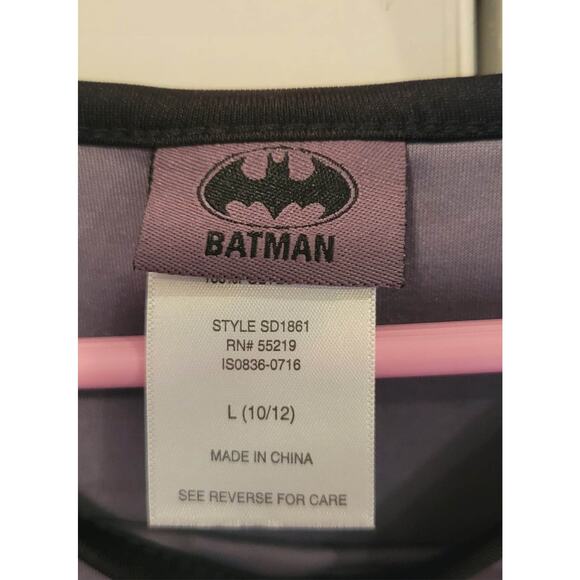 BATMAN
STYLE SD1861
RN# 55219
IS0836-0716
L (10/12)
MADE IN CHINA
SEE REVERSE FOR CARE